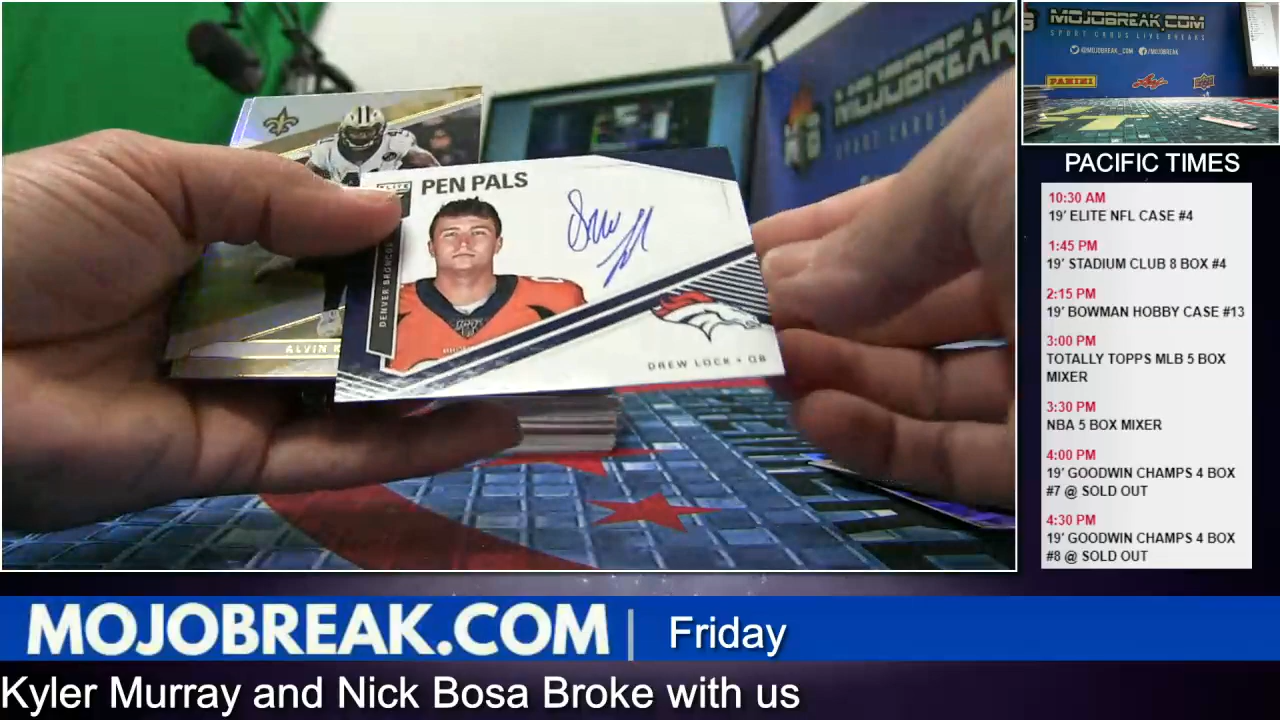 MOJOBREAK
ELITE
PEN PALS
DENVER BRONCOS
DREW LOCK • QB
ALVIN K
MOJOBREAK.COM
SPORT CARDS LIVE BREAKS
@MOJOBREAK_COM /MOJOBREAK
PANINI
PACIFIC TIMES
10:30 AM
19' ELITE NFL CASE #4
1:45 PM
19' STADIUM CLUB 8 BOX #4
2:15 PM
19' BOWMAN HOBBY CASE #13
3:00 PM
TOTALLY TOPPS MLB 5 BOX
MIXER
3:30 PM
NBA 5 BOX MIXER
4:00 PM
19' GOODWIN CHAMPS 4 BOX
#7 @ SOLD OUT
4:30 PM
19' GOODWIN CHAMPS 4 BOX
#8 @ SOLD OUT
MOJOBREAK.COM | Friday
Kyler Murray and Nick Bosa Broke with us